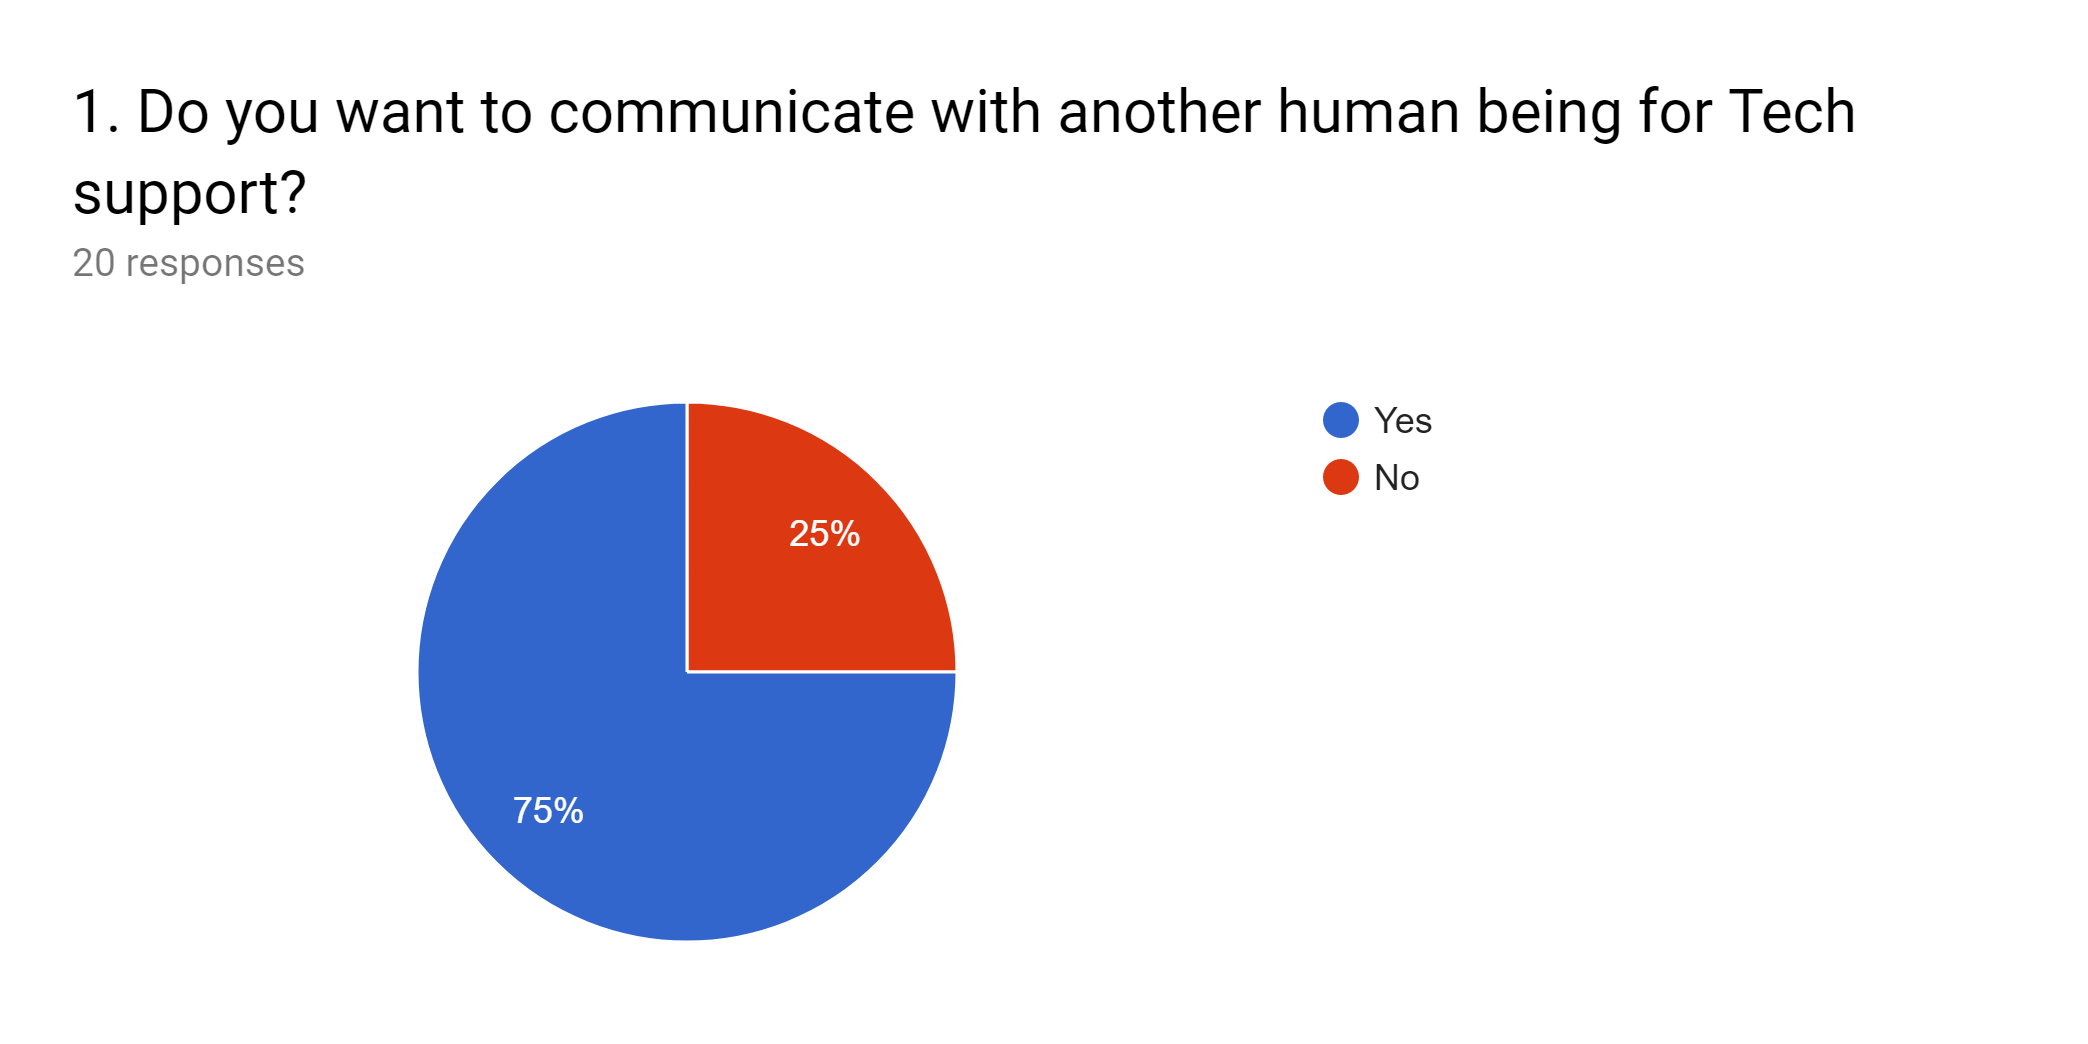 1. Do you want to communicate with another human being for Tech
support?
20 responses
Yes
No
25%
75%